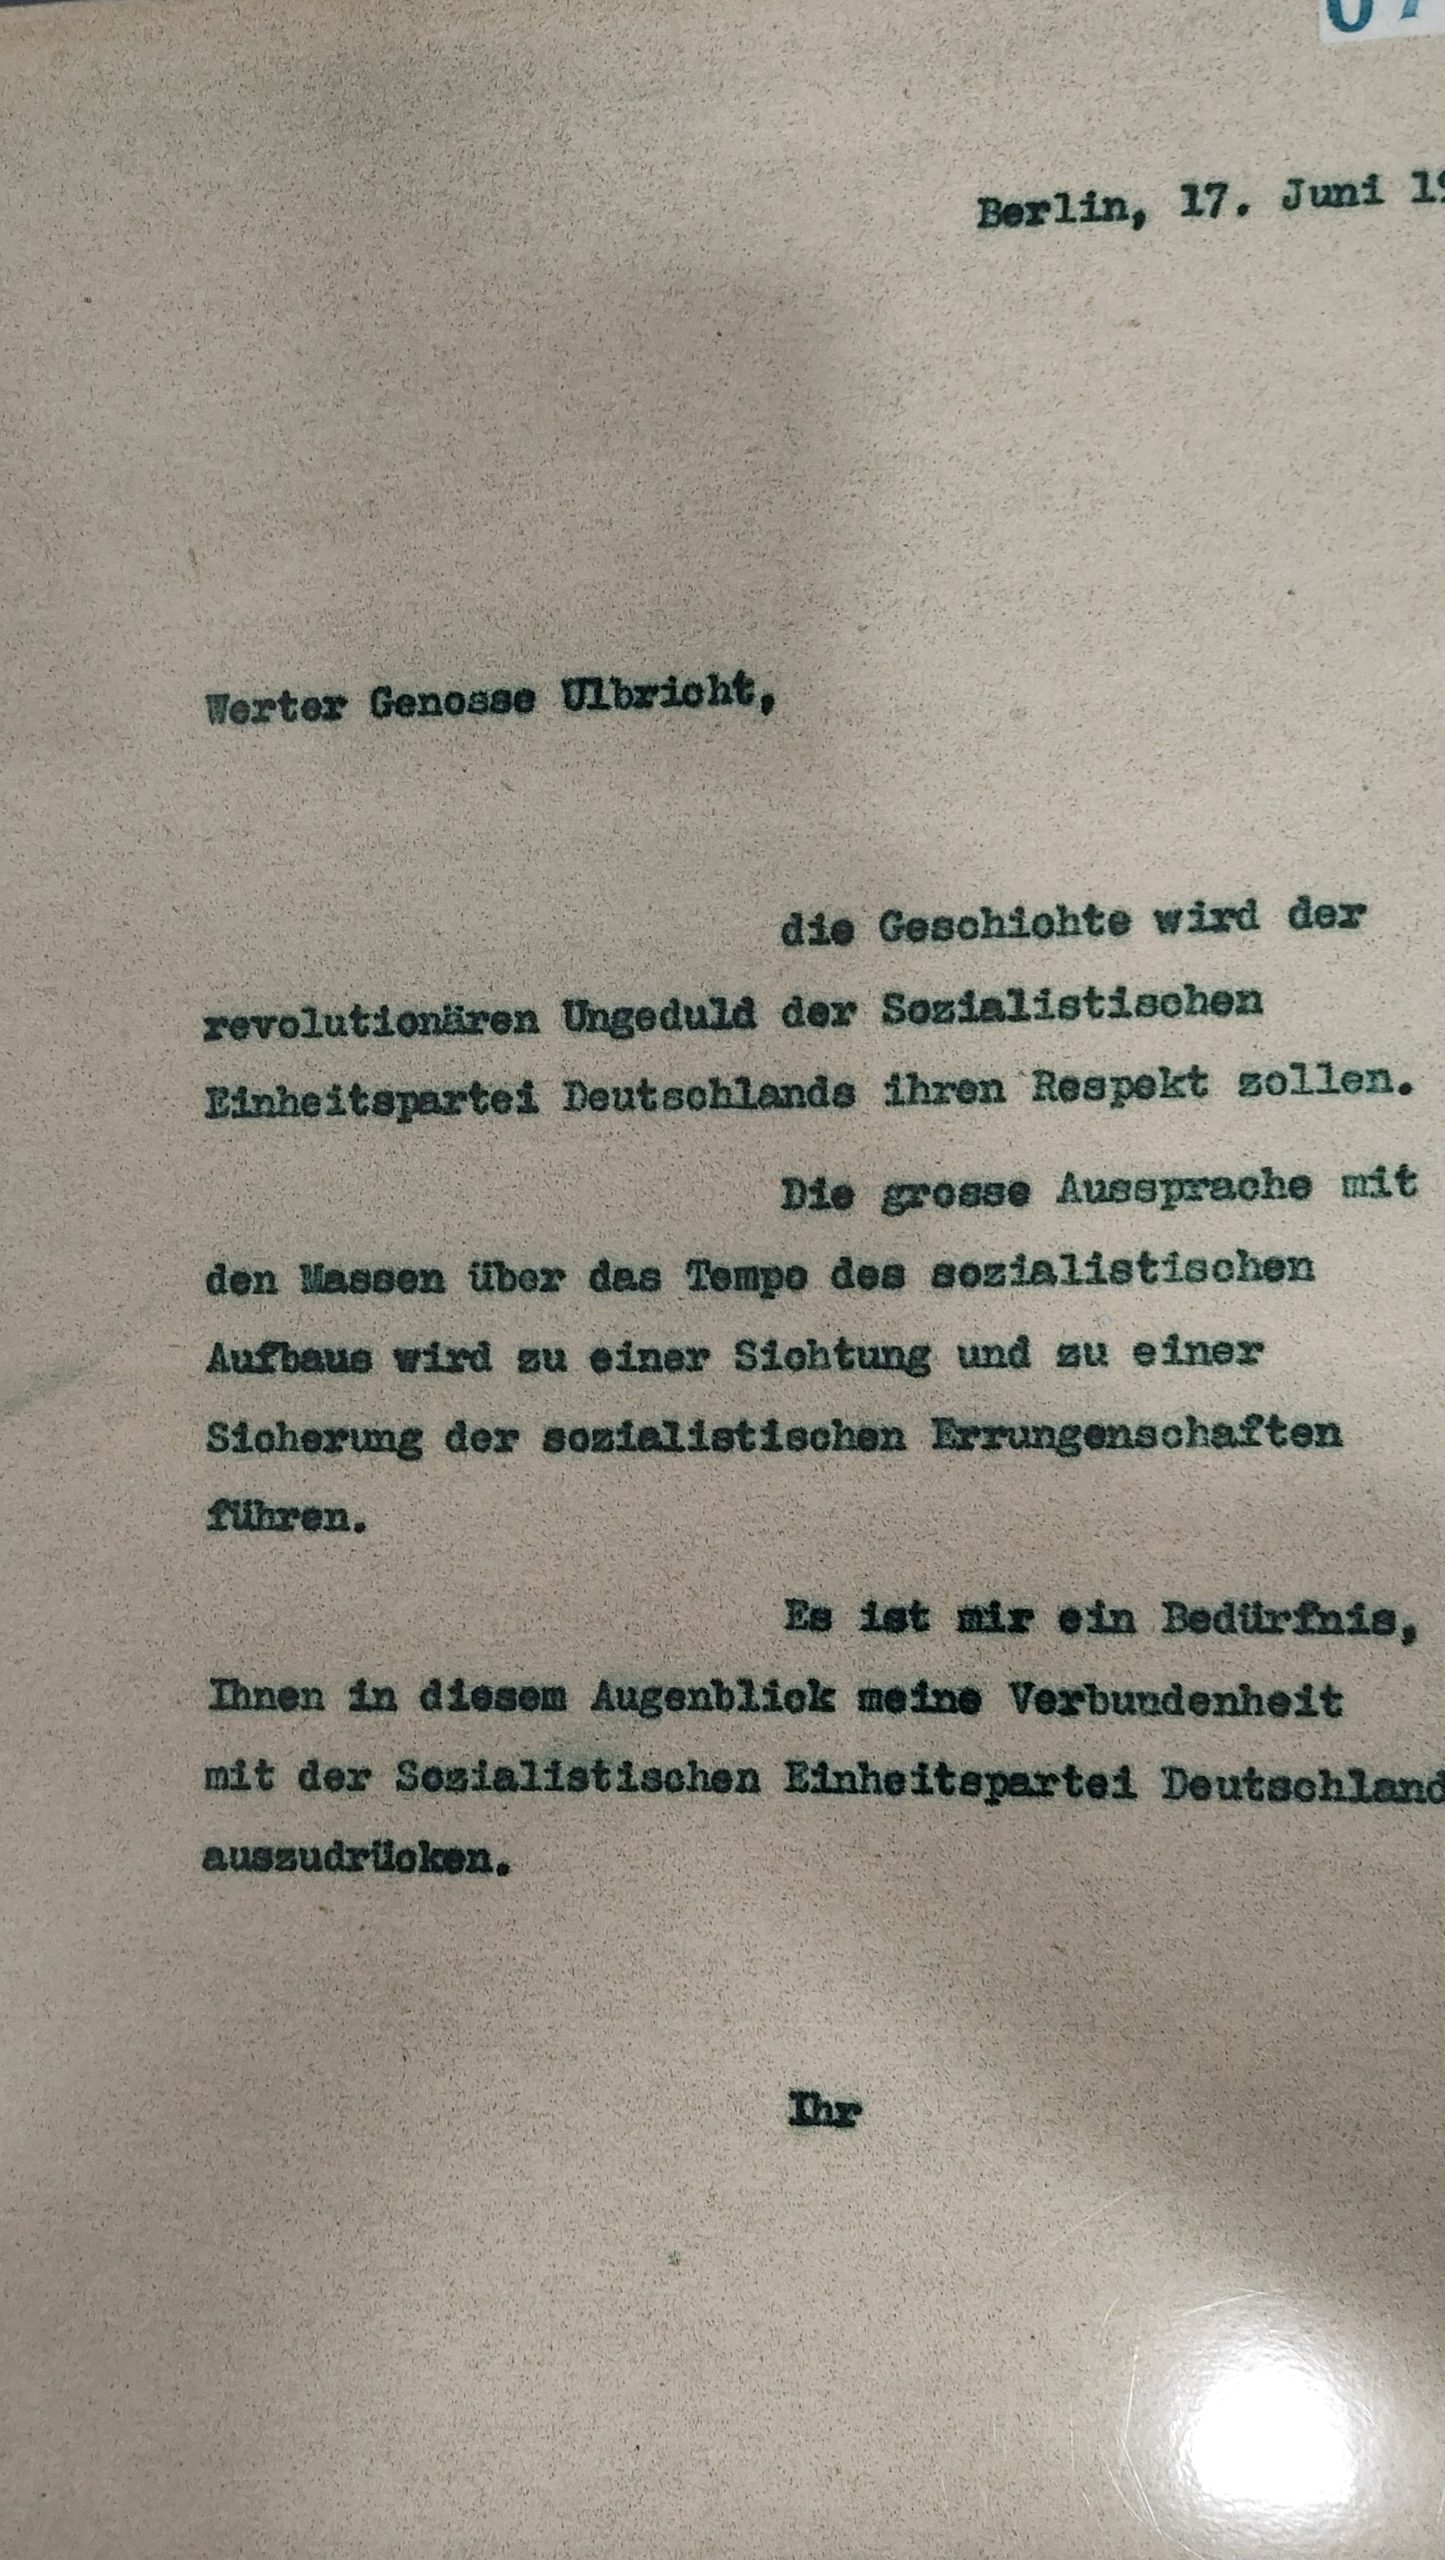 Berlin, 17. Juni
Werter Genosse Ulbricht,
die Geschichte wird der
revolutionären Ungeduld der Sozialistischen
Einheitspartei Deutschlands ihren Respekt zollen.
Die grosse Aussprache mit
den Massen über das Tempo des sozialistischen
Aufbaus wird zu einer Sichtung und zu einer
Sicherung der sozialistischen Errungenschaften
führen.
Es ist mir ein Bedürfnis,
Ihnen in diesem Augenblick meine Verbundenheit
mit der Sozialistischen Einheitspartei Deutschland
auszudrücken.
Ihr